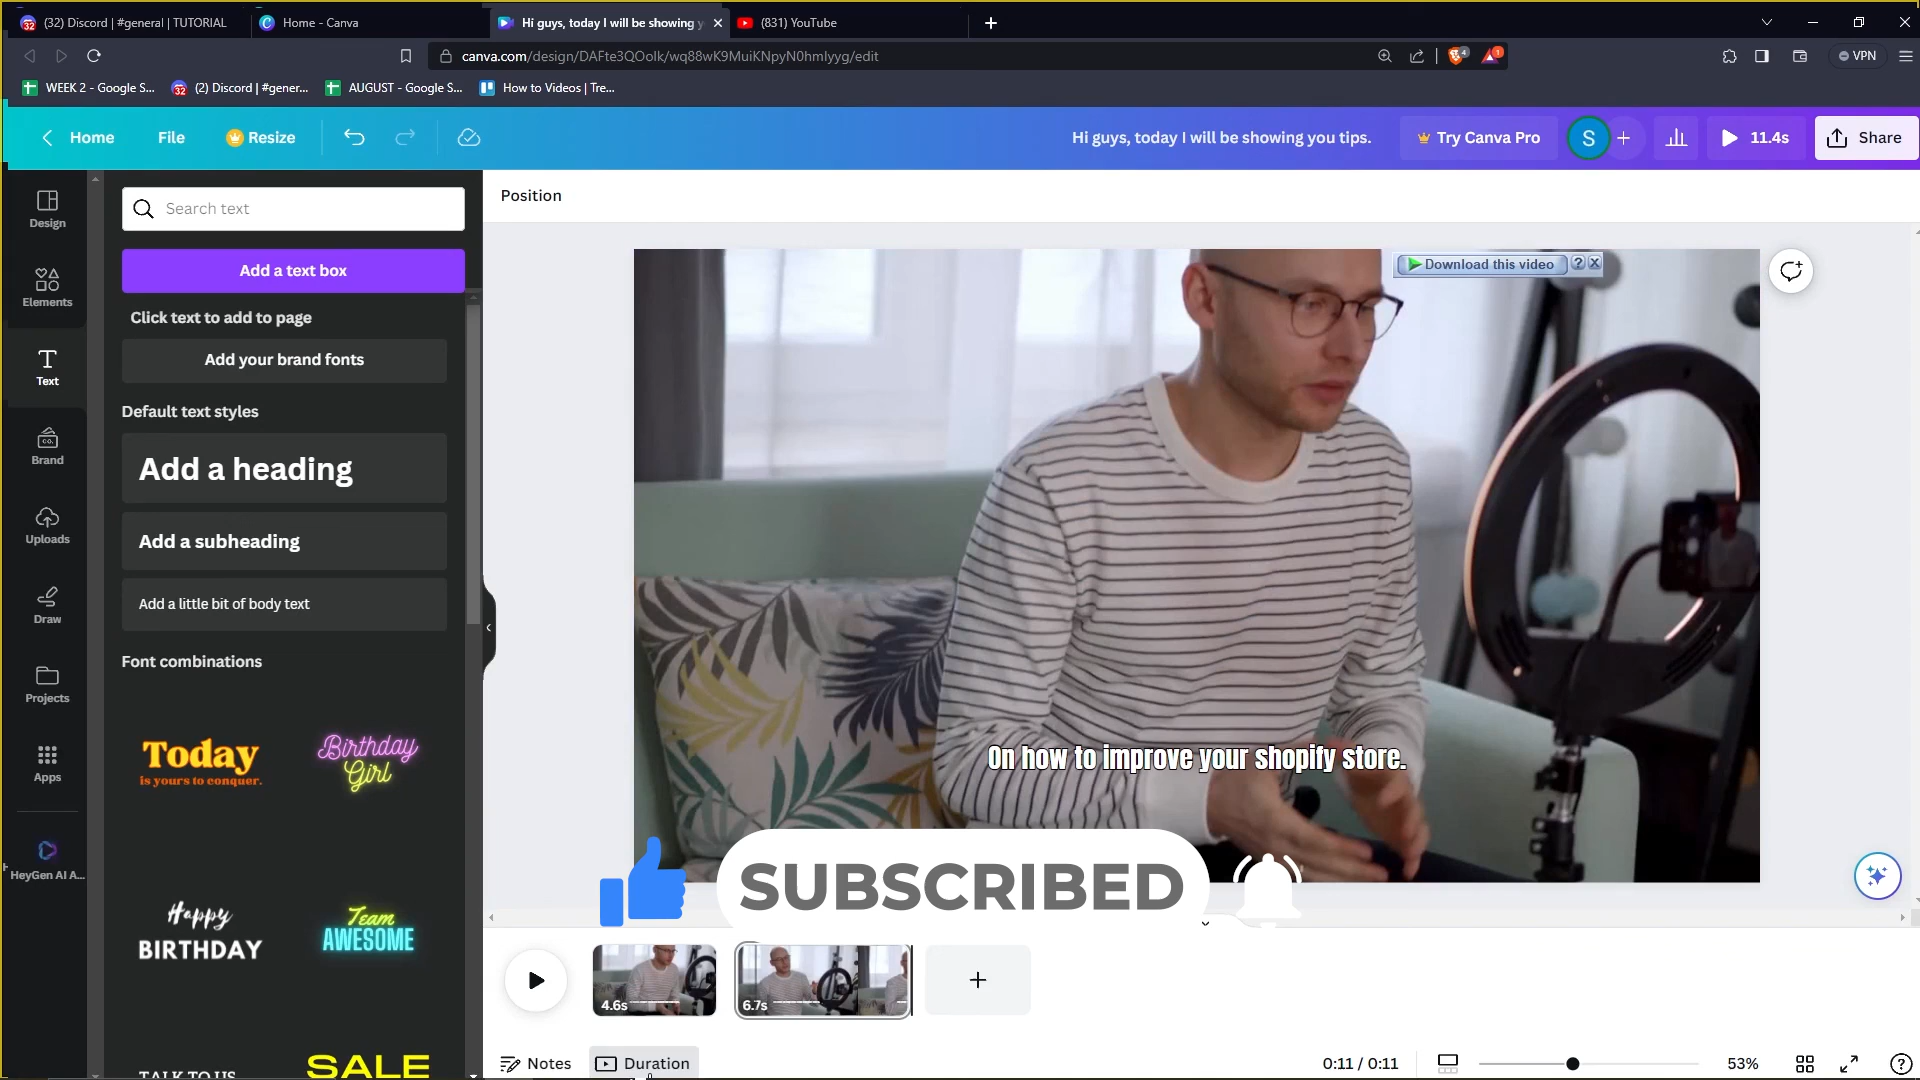 (32) Discord | #general | TUTORIAL
Home - Canva
Hi guys, today I will be showing y
(831) YouTube
canva.com/design/DAFte3QOolk/wq88wK9MuiKNpyN0hmlyyg/edit
4
1
VPN
WEEK 2 - Google S...
(2) Discord | #gener...
AUGUST - Google S...
How to Videos | Tre...
Home
File
Resize
Hi guys, today I will be showing you tips.
Try Canva Pro
S
11.4s
Share
Design
Elements
Text
Brand
Uploads
Draw
Projects
Apps
HeyGen AI A...
Search text
Add a text box
Click text to add to page
Add your brand fonts
Default text styles
Add a heading
Add a subheading
Add a little bit of body text
Font combinations
Today
is yours to conquer.
Birthday
Girl
Happy
BIRTHDAY
Team
AWESOME
TALK TO US
SALE
Position
Download this video
On how to improve your shopify store.
SUBSCRIBED
4.6s
6.7s
Notes
Duration
0:11 / 0:11
53%